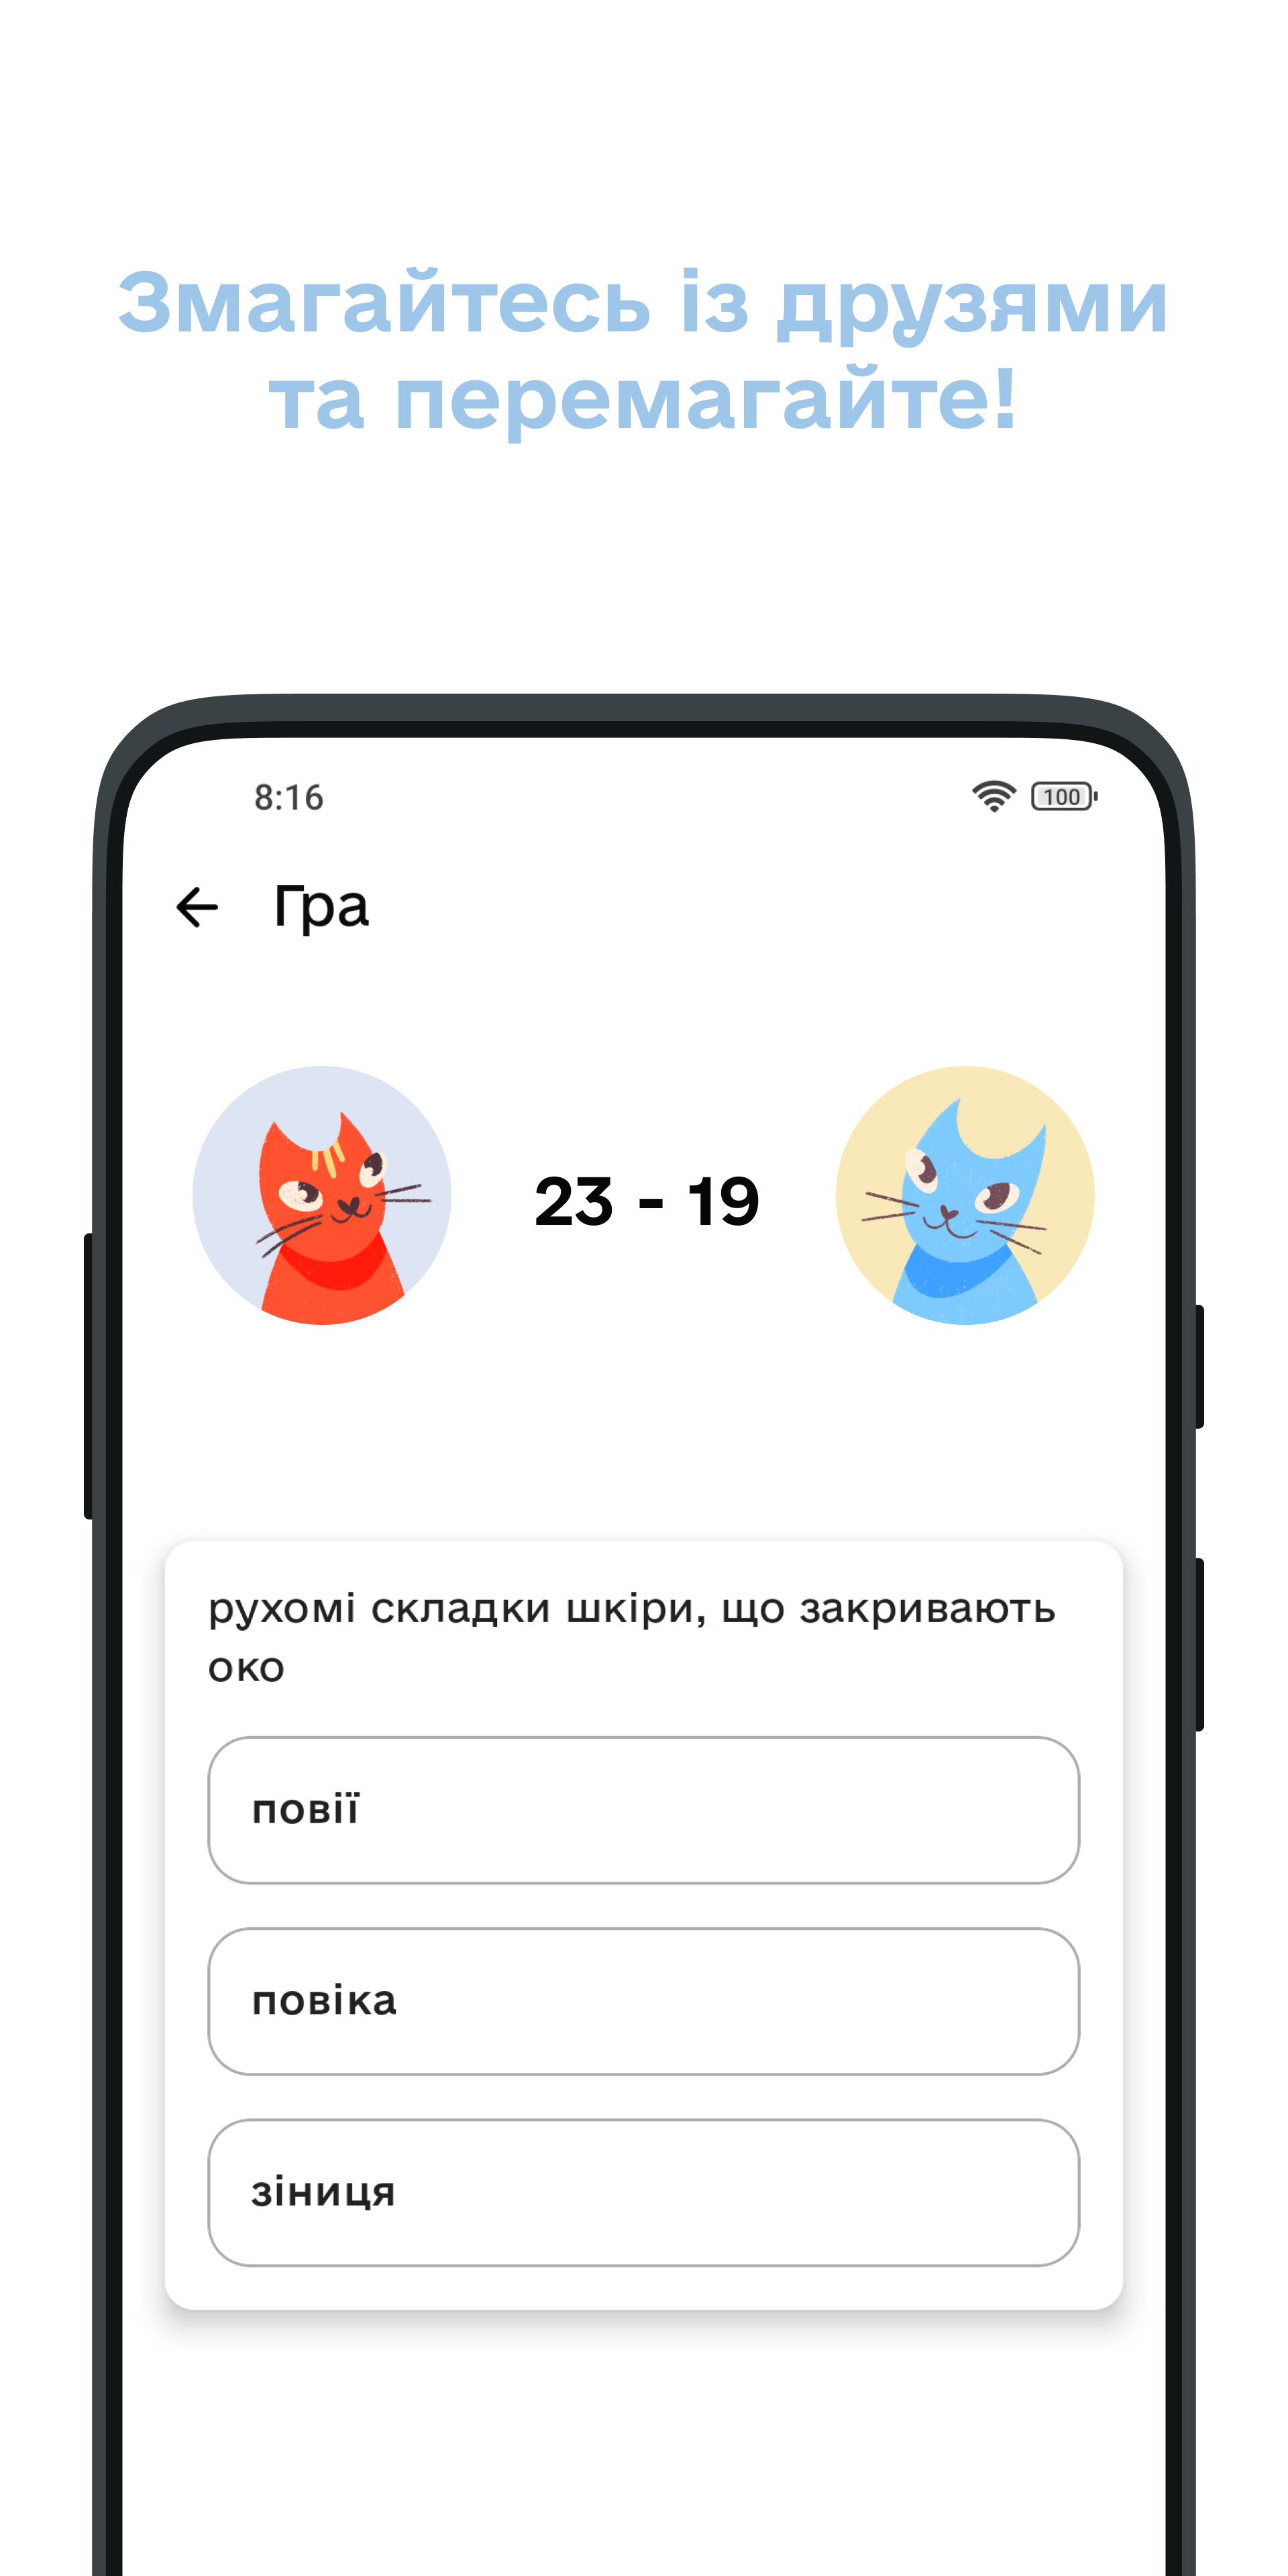 Змагайтесь із друзями
та перемагайте!
8:16
100
Гра
23 - 19
рухомі складки шкіри, що закривають
око
повії
повіка
зіниця